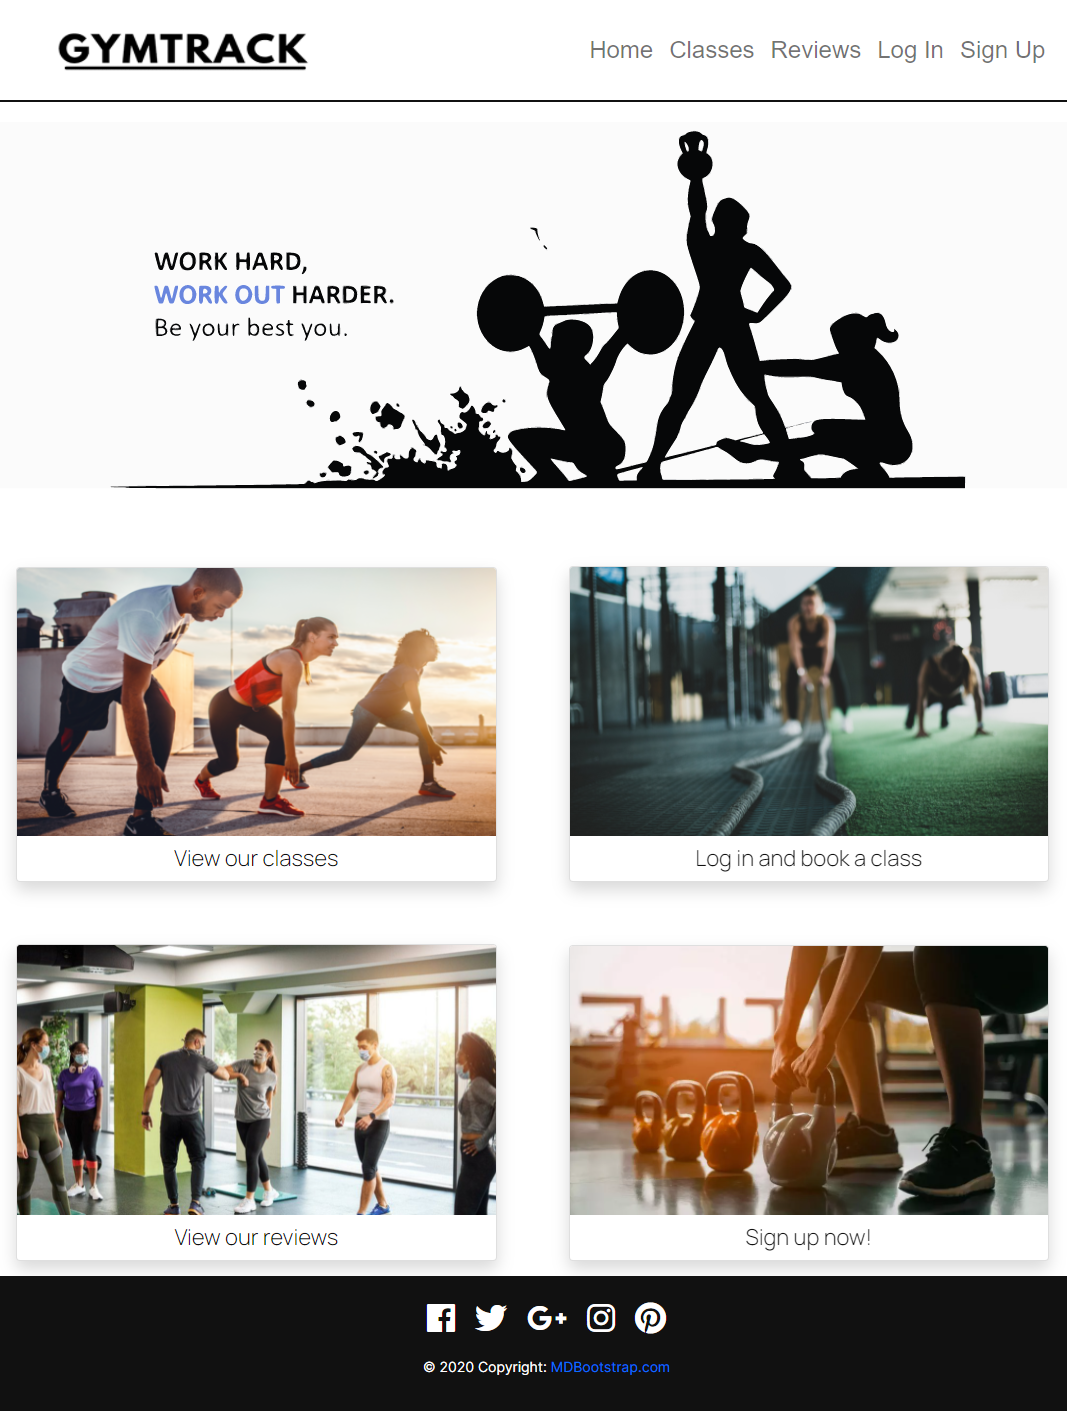 GYMTRACK
Home Classes Reviews Log In Sign Up
WORK HARD,
WORK OUT HARDER.
Be your best you.
View our classes
Log in and book a class
View our reviews
Sign up now!
© 2020 Copyright: MDBootstrap.com